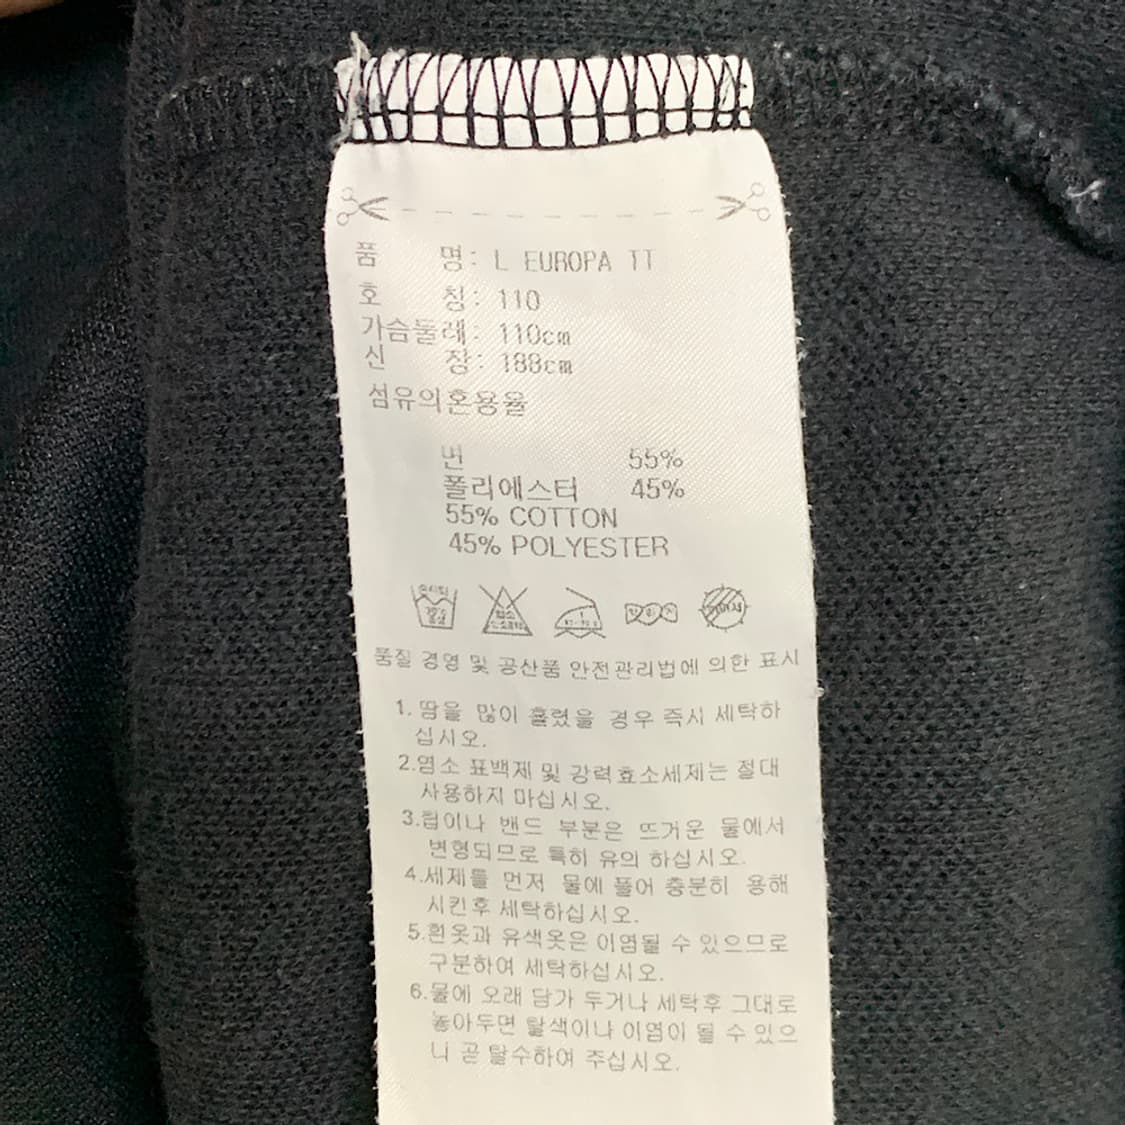 품 명: L EUROPA TT
호 칭: 110
가슴둘레: 110cm
신 장: 188cm
섬유의혼용율
면 55%
폴리에스터 45%
55% COTTON
45% POLYESTER
품질 경영 및 공산품 안전관리법에 의한 표시
1. 땀을 많이 흘렸을 경우 즉시 세탁하
십시오.
2.염소 표백제 및 강력효소세제는 절대
사용하지 마십시오.
3.립이나 밴드 부분은 뜨거운 물에서
변형되므로 특히 유의 하십시오.
4.세제를 먼저 물에 풀어 충분히 용해
시킨후 세탁하십시오.
5.흰옷과 유색옷은 이염될 수 있으므로
구분하여 세탁하십시오.
6.물에 오래 담가 두거나 세탁후 그대로
놓아두면 탈색이나 이염이 될 수 있으
니 곧 탈수하여 주십시오.